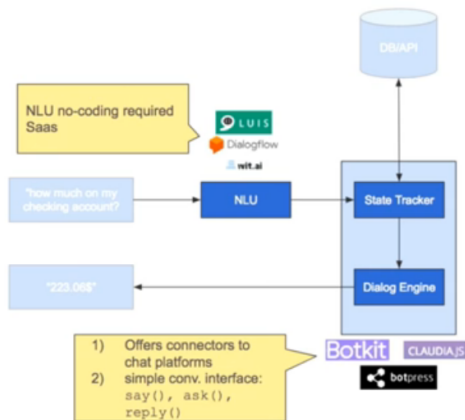 DB/API
NLU no-coding required
Saas
LUIS
Dialogflow
wit.ai
"how much on my
checking account?
NLU
State Tracker
"223.06$"
Dialog Engine
1) Offers connectors to
chat platforms
2) simple conv. interface:
say(), ask(),
reply()
Botkit
CLAUDIA.JS
botpress